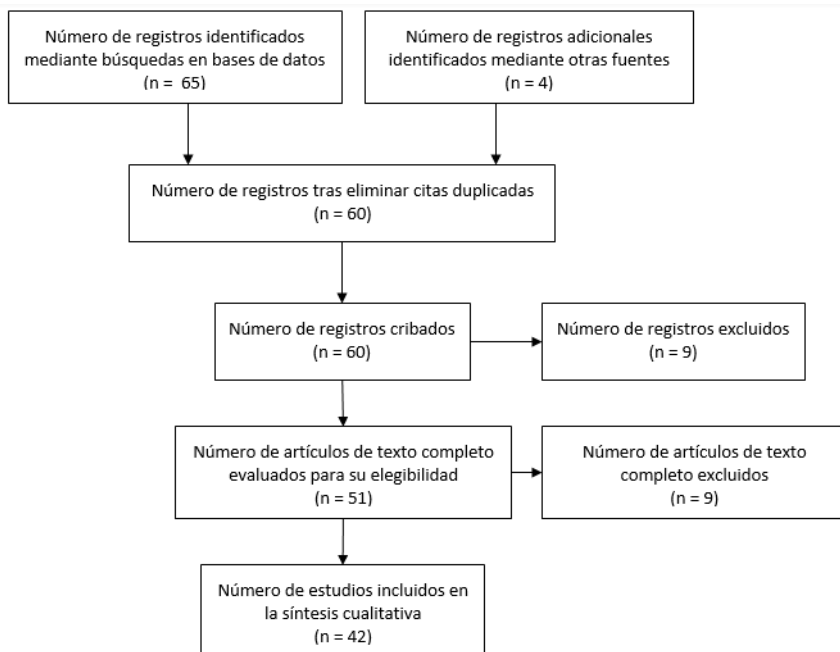 Número de registros identificados
mediante búsquedas en bases de datos
(n =  65)
Número de registros adicionales
identificados mediante otras fuentes
(n = 4)
Número de registros tras eliminar citas duplicadas
(n = 60)
Número de registros cribados
(n = 60)
Número de registros excluidos
(n = 9)
Número de artículos de texto completo
evaluados para su elegibilidad
(n = 51)
Número de artículos de texto
completo excluidos
(n = 9)
Número de estudios incluidos en
la síntesis cualitativa
(n = 42)